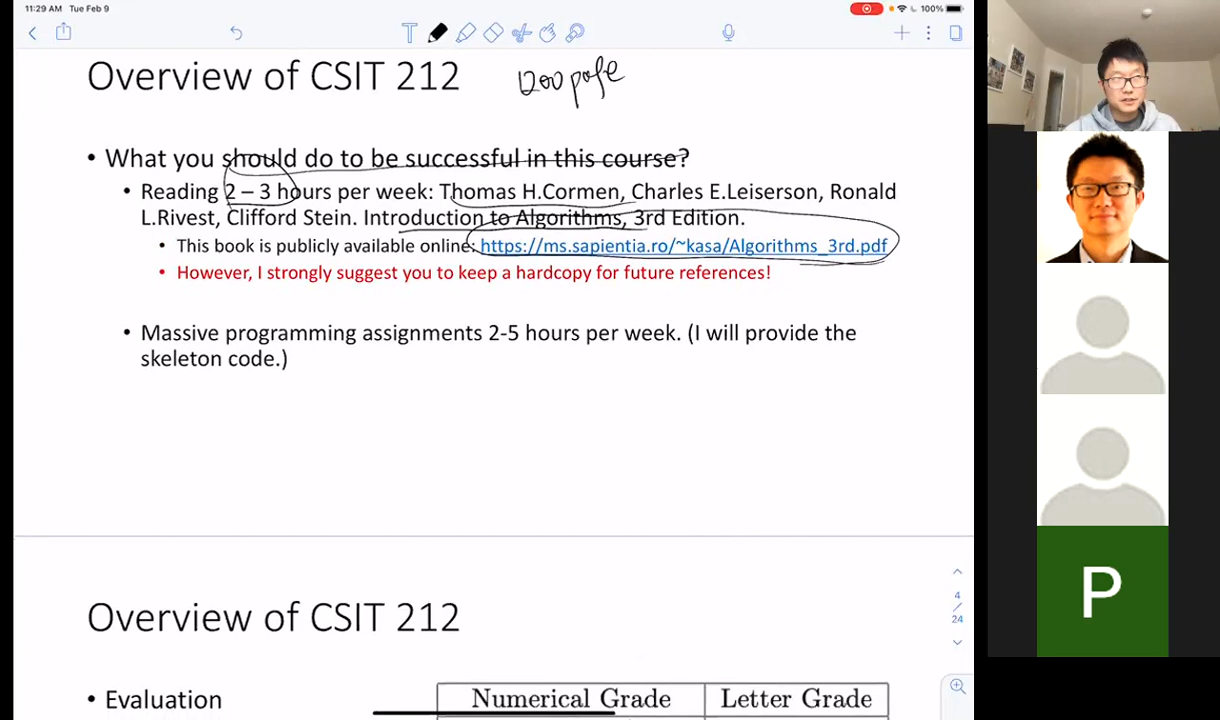 11:29 AM Tue Feb 9
100%
Overview of CSIT 212
1200 page
• What you should do to be successful in this course?
• Reading 2 – 3 hours per week: Thomas H.Cormen, Charles E.Leiserson, Ronald
L.Rivest, Clifford Stein. Introduction to Algorithms, 3rd Edition.
• This book is publicly available online: https://ms.sapientia.ro/~kasa/Algorithms_3rd.pdf
• However, I strongly suggest you to keep a hardcopy for future references!
• Massive programming assignments 2-5 hours per week. (I will provide the
skeleton code.)
4
/
24
P
Overview of CSIT 212
• Evaluation
Numerical Grade Letter Grade